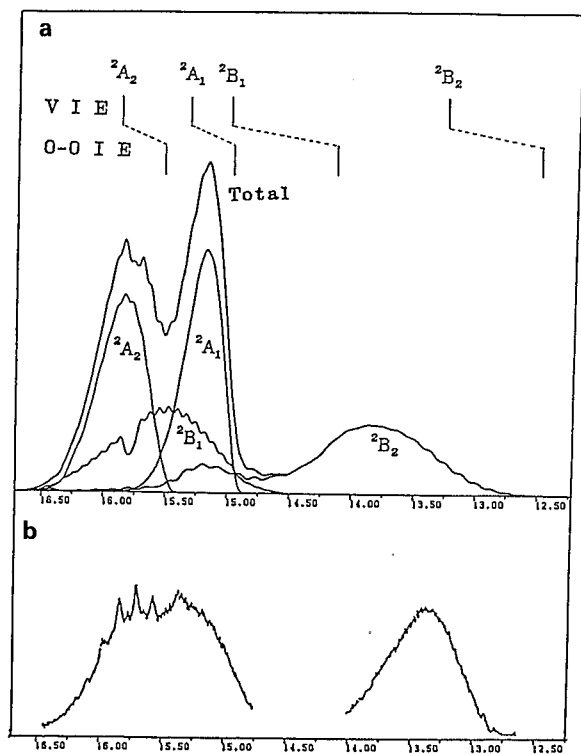 a
²A₂ ²A₁ ²B₁ ²B₂
V I E
O-O I E
Total
²A₂ ²A₁
²B₁ ²B₂
16.50 16.00 15.50 15.00 14.50 14.00 13.50 13.00 12.50
b
16.50 16.00 15.50 15.00 14.50 14.00 13.50 13.00 12.50